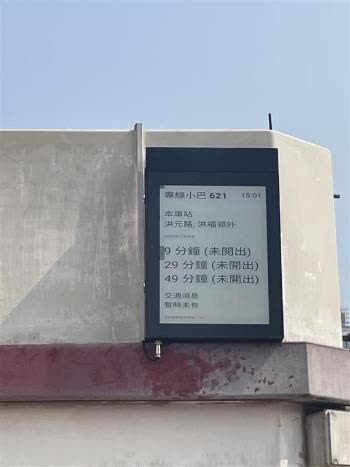 專線小巴 621 15:01
本車站
洪元路, 洪福邨外
9 分鐘 (未開出)
29 分鐘 (未開出)
49 分鐘 (未開出)
交通消息
暫時未有